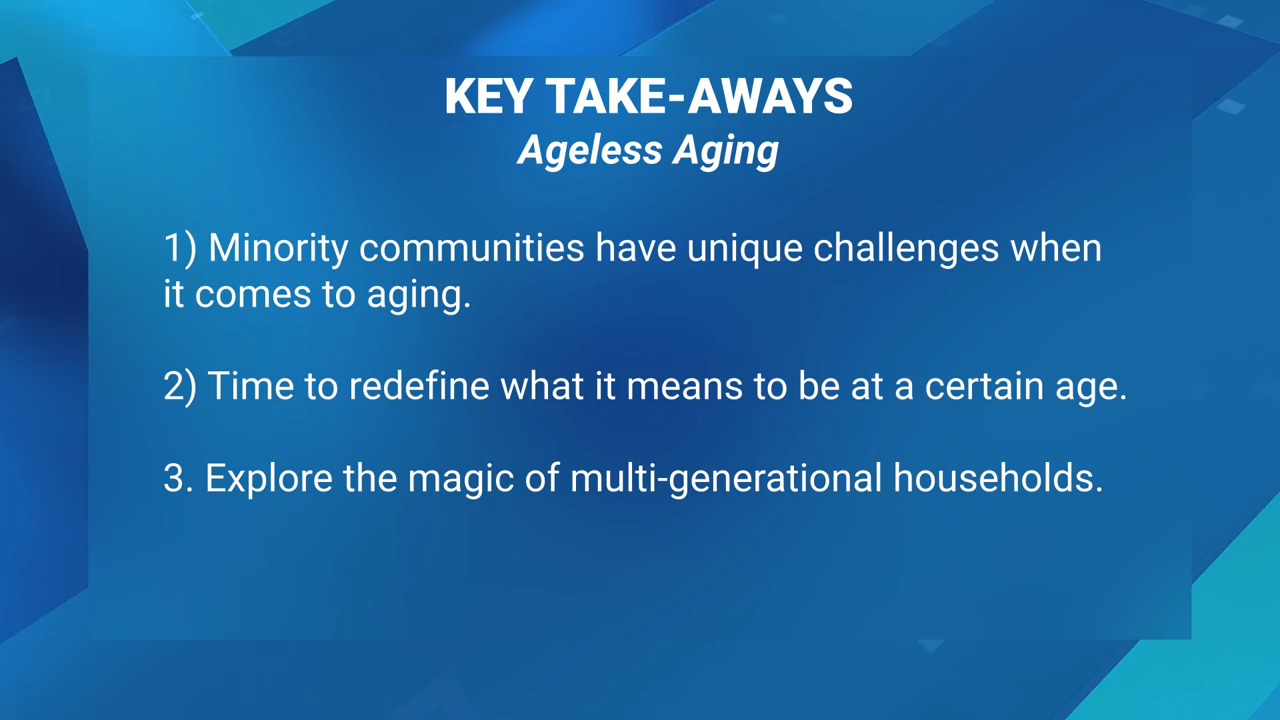 KEY TAKE-AWAYS
Ageless Aging
1) Minority communities have unique challenges when
it comes to aging.
2) Time to redefine what it means to be at a certain age.
3. Explore the magic of multi-generational households.